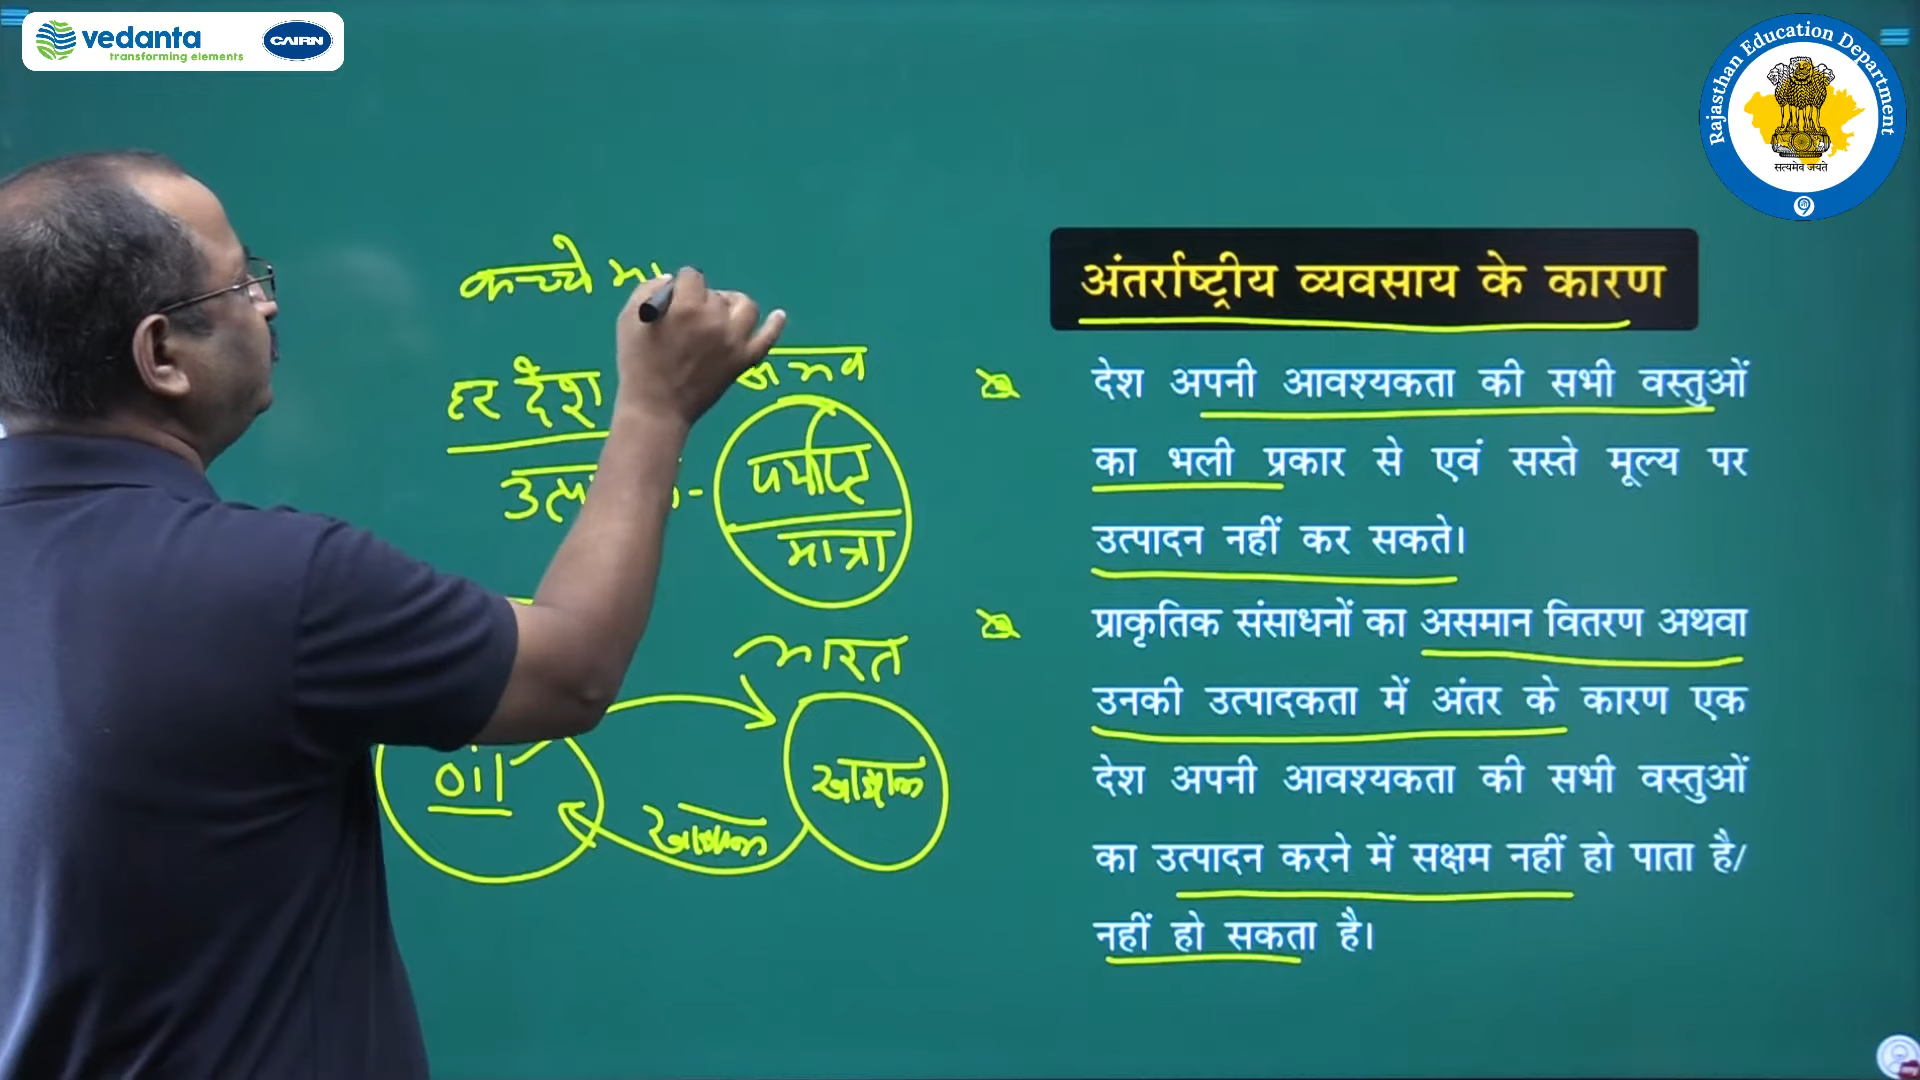 vedanta
transforming elements
CAIRN
Rajasthan Education Department
सत्यमेव जयते
कच्चे
हर देश
पर्याप्त
मात्रा
भारत
oil
खाद्यान्न
खाद्यान्न
अंतर्राष्ट्रीय व्यवसाय के कारण
देश अपनी आवश्यकता की सभी वस्तुओं
का भली प्रकार से एवं सस्ते मूल्य पर
उत्पादन नहीं कर सकते।
प्राकृतिक संसाधनों का असमान वितरण अथवा
उनकी उत्पादकता में अंतर के कारण एक
देश अपनी आवश्यकता की सभी वस्तुओं
का उत्पादन करने में सक्षम नहीं हो पाता है/
नहीं हो सकता है।